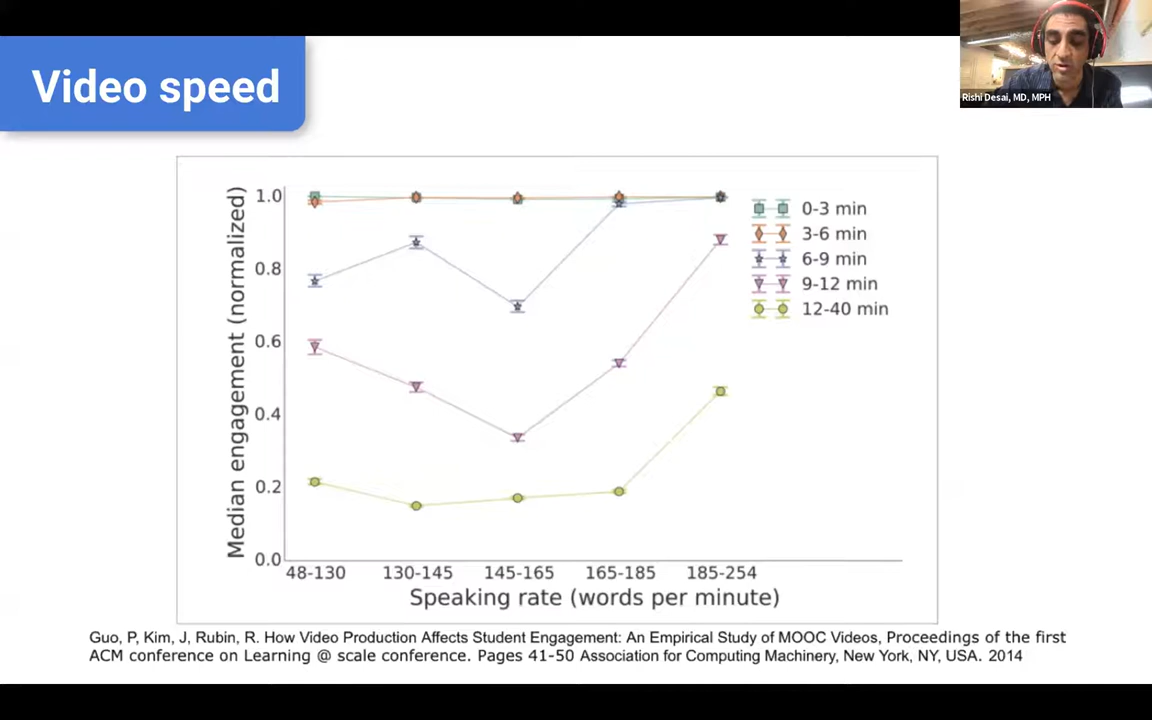 Video speed
Rishi Desai, MD, MPH
Median engagement (normalized)
1.0
0.8
0.6
0.4
0.2
0.0
0-3 min
3-6 min
6-9 min
9-12 min
12-40 min
48-130 130-145 145-165 165-185 185-254
Speaking rate (words per minute)
Guo, P, Kim, J, Rubin, R. How Video Production Affects Student Engagement: An Empirical Study of MOOC Videos, Proceedings of the first
ACM conference on Learning @ scale conference. Pages 41-50 Association for Computing Machinery, New York, NY, USA. 2014